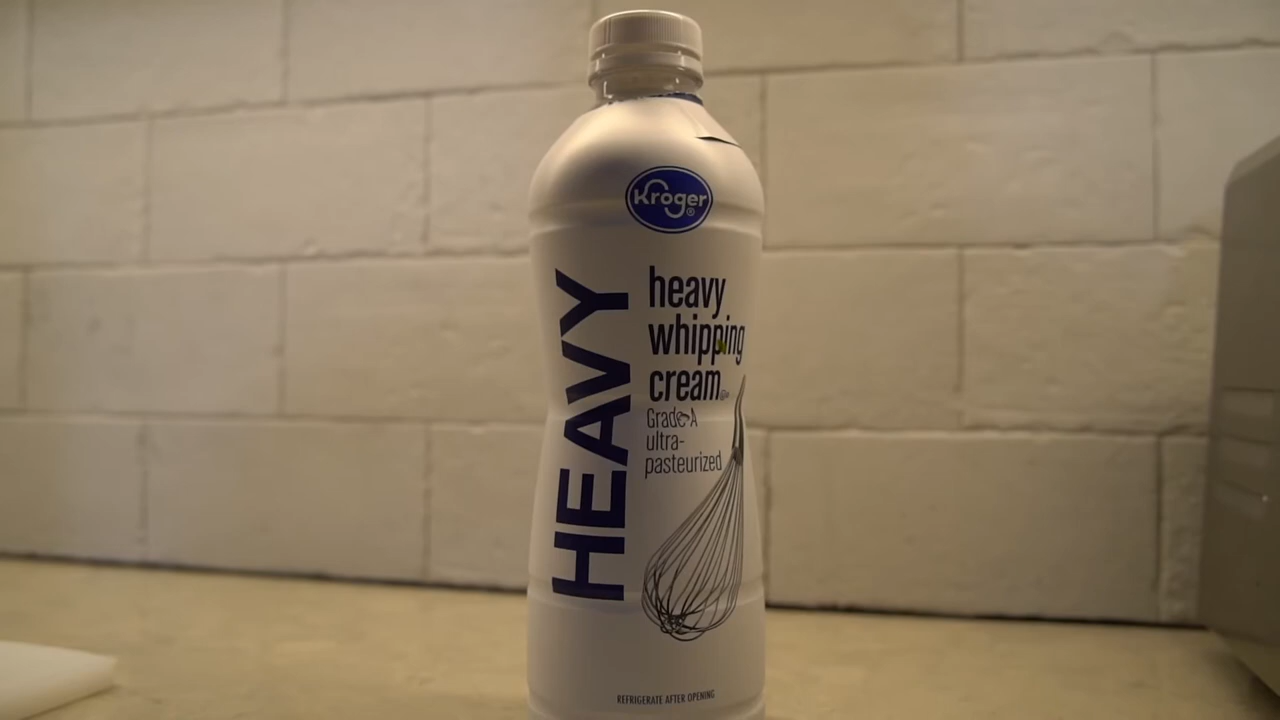 Kroger®
HEAVY
heavy
whipping
cream
Grade A
ultra-
pasteurized
REFRIGERATE AFTER OPENING